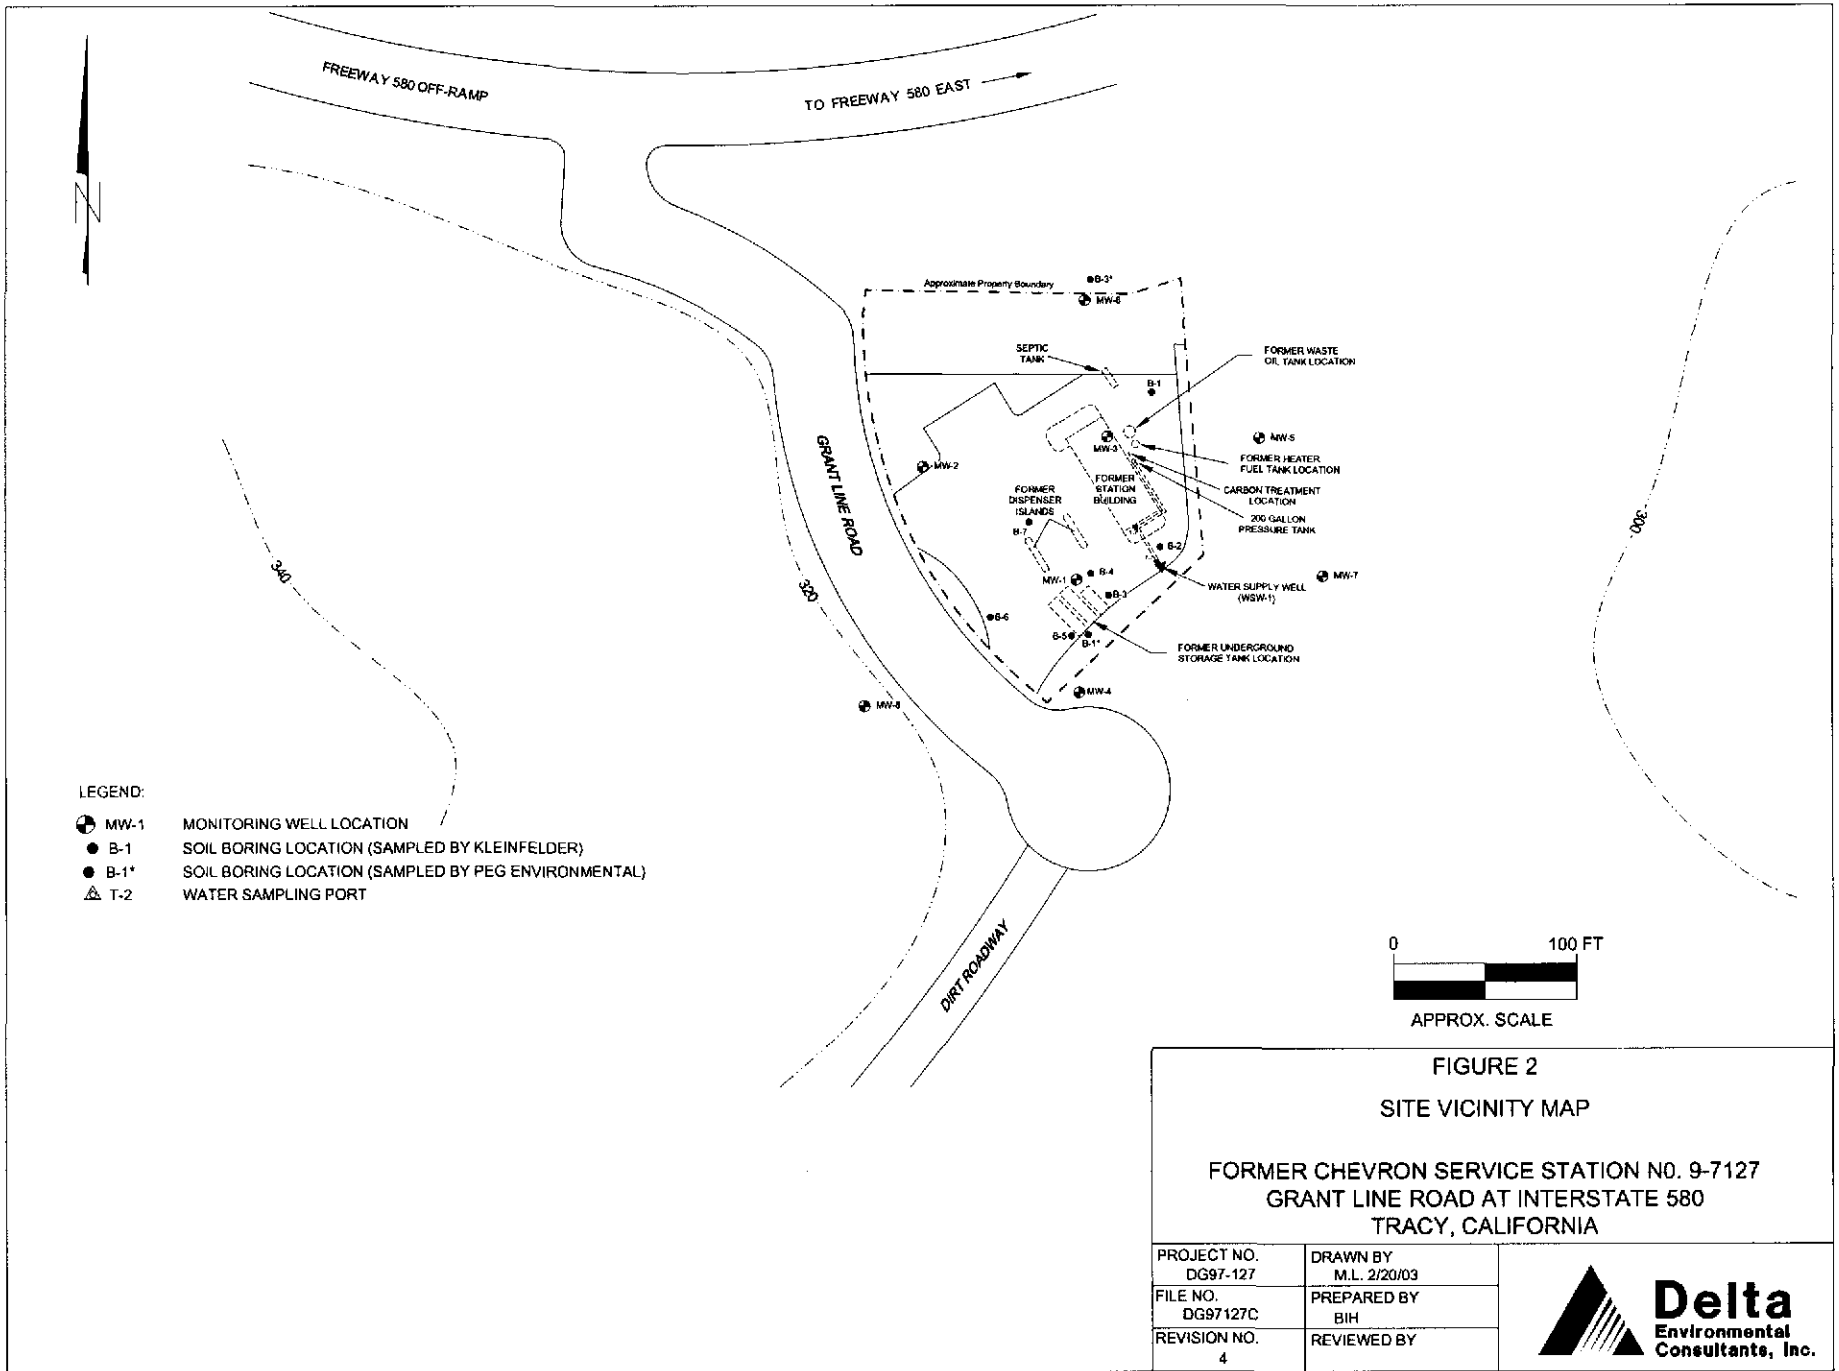 FREEWAY 580 OFF-RAMP
TO FREEWAY 580 EAST
N
Approximate Property Boundary
B-3*
MW-6
SEPTIC
TANK
FORMER WASTE
OIL TANK LOCATION
B-1
MW-5
MW-3
FORMER HEATER
FUEL TANK LOCATION
MW-2
GRANT LINE ROAD
FORMER
STATION
BUILDING
FORMER
DISPENSER
ISLANDS
CARBON TREATMENT
LOCATION
200 GALLON
PRESSURE TANK
300
B-7
B-2
340
320
MW-1
B-4
MW-7
WATER SUPPLY WELL
(WSW-1)
B-3
B-6
B-5
B-1*
FORMER UNDERGROUND
STORAGE TANK LOCATION
MW-4
MW-8
LEGEND:
MW-1 MONITORING WELL LOCATION
B-1 SOIL BORING LOCATION (SAMPLED BY KLEINFELDER)
B-1* SOIL BORING LOCATION (SAMPLED BY PEG ENVIRONMENTAL)
T-2 WATER SAMPLING PORT
DIRT ROADWAY
0 100 FT
APPROX. SCALE
FIGURE 2
SITE VICINITY MAP
FORMER CHEVRON SERVICE STATION N0. 9-7127
GRANT LINE ROAD AT INTERSTATE 580
TRACY, CALIFORNIA
PROJECT NO.
DG97-127
DRAWN BY
M.L. 2/20/03
FILE NO.
DG97127C
PREPARED BY
BIH
REVISION NO.
4
REVIEWED BY
Delta
Environmental
Consultants, Inc.